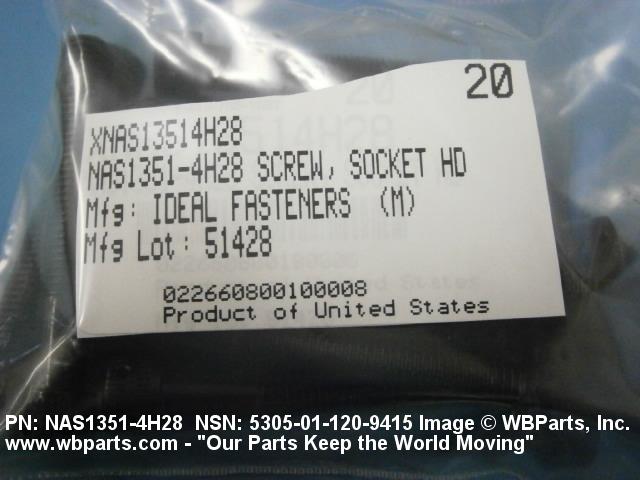 20
XNAS13514H28
NAS1351-4H28 SCREW, SOCKET HD
Mfg: IDEAL FASTENERS (M)
Mfg Lot: 51428
022660800100008
Product of United States
PN: NAS1351-4H28 NSN: 5305-01-120-9415 Image © WBParts, Inc.
www.wbparts.com - "Our Parts Keep the World Moving"